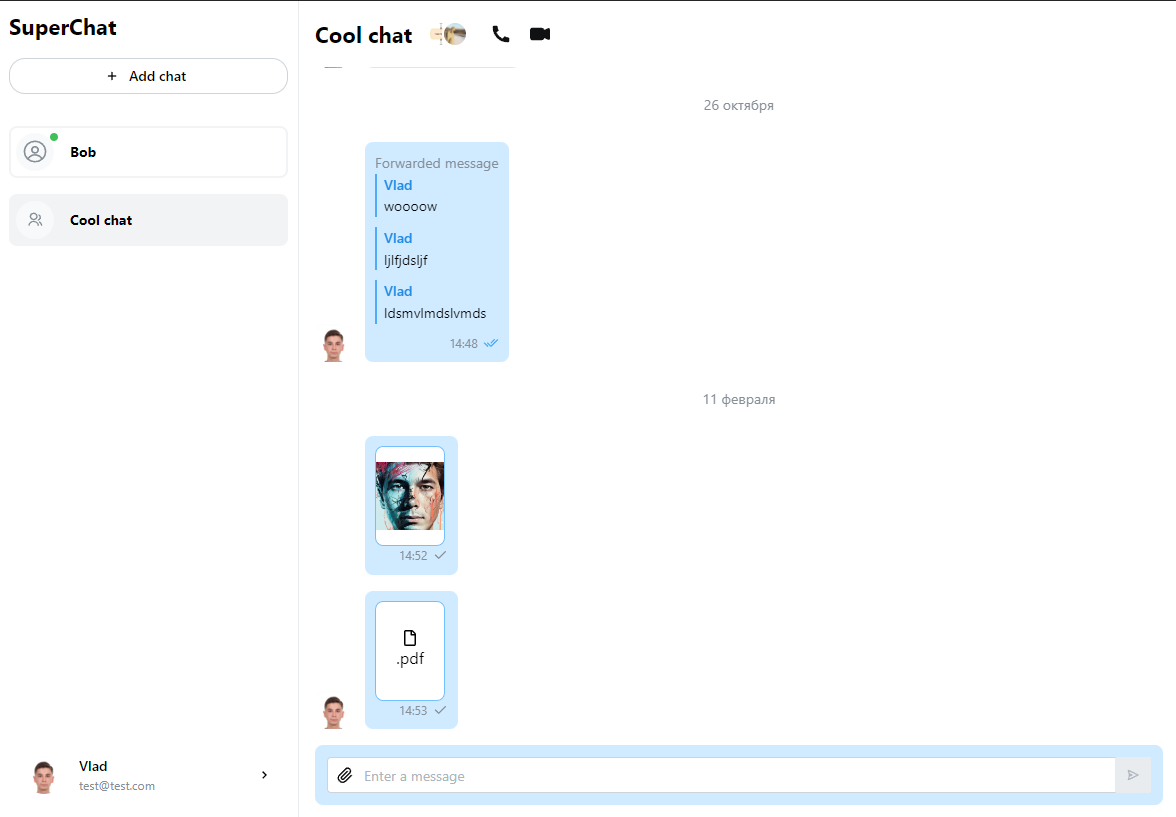 SuperChat
+ Add chat
Bob
Cool chat
Vlad
test@test.com
Cool chat
26 октября
Forwarded message
Vlad
woooow
Vlad
ljlfjdsljf
Vlad
ldsmvlmdslvmds
14:48
11 февраля
14:52
.pdf
14:53
Enter a message